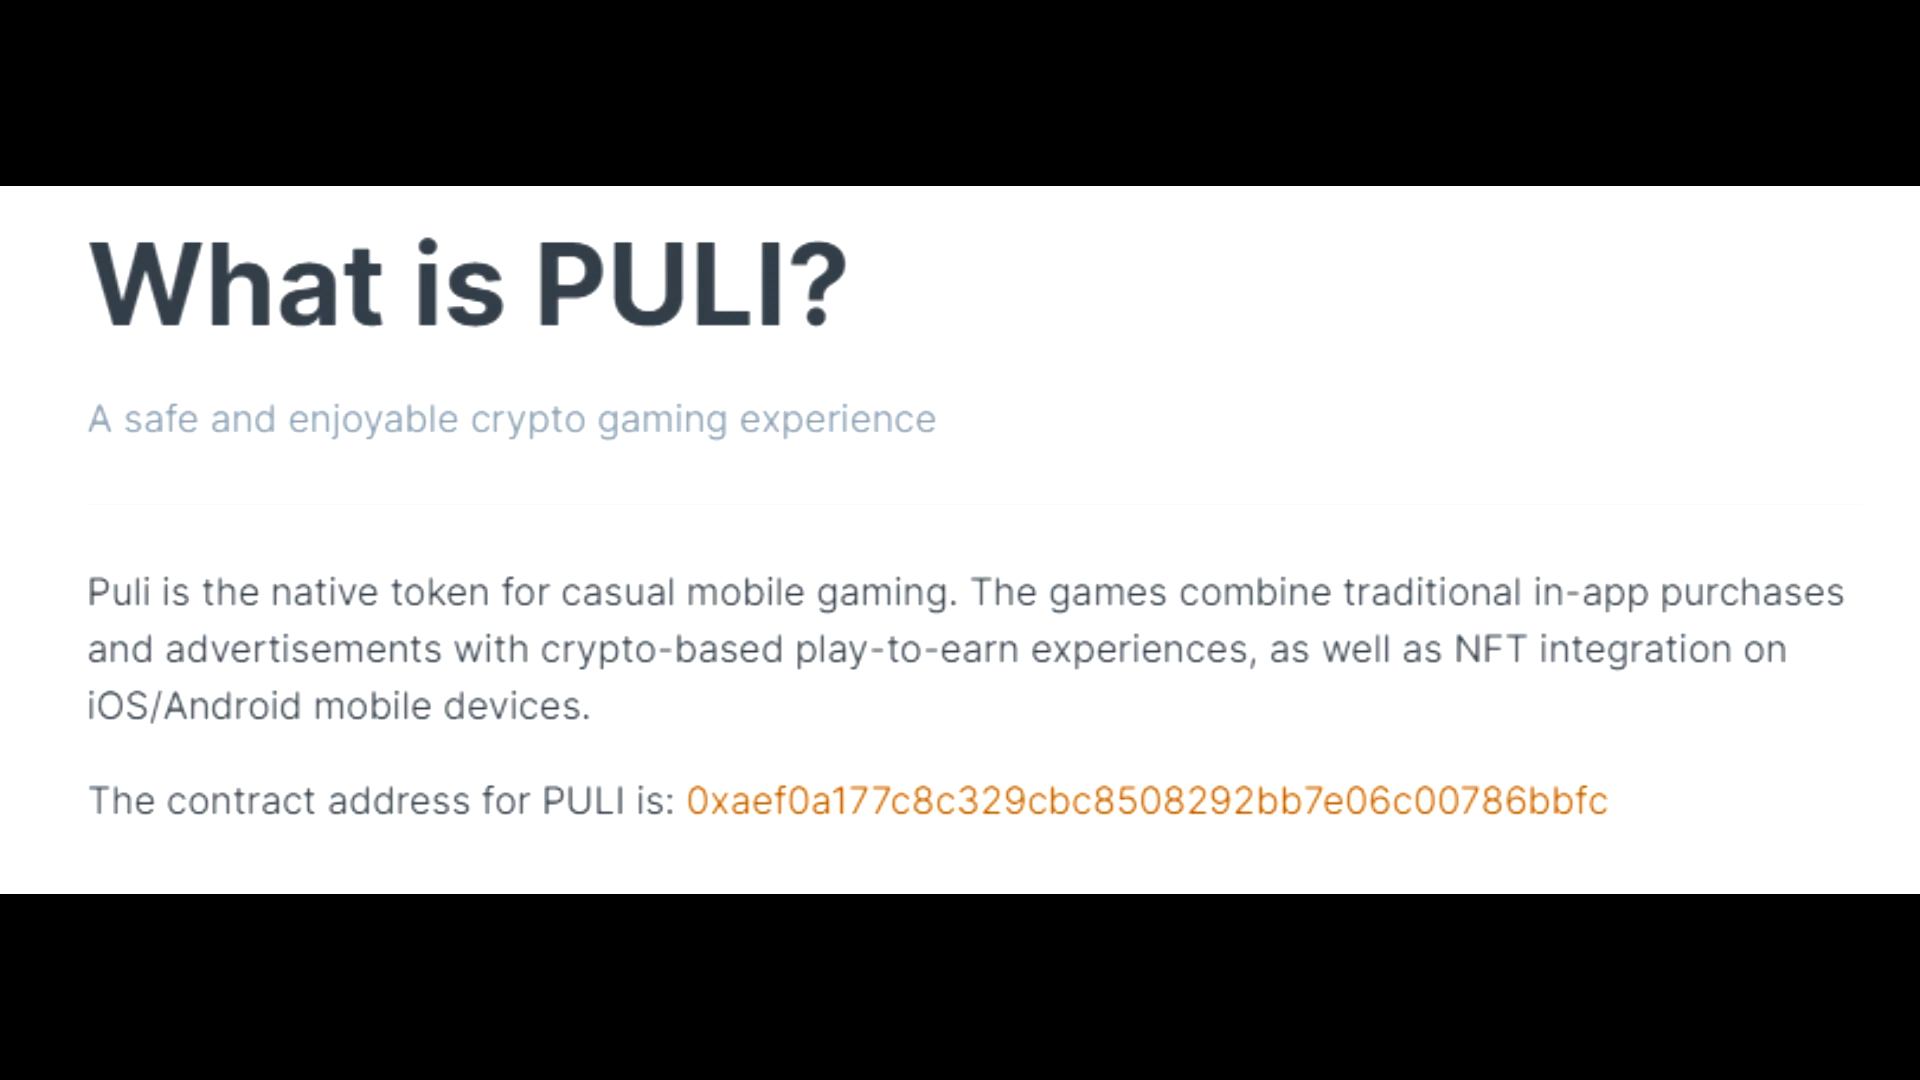 What is PULI?
A safe and enjoyable crypto gaming experience
Puli is the native token for casual mobile gaming. The games combine traditional in-app purchases
and advertisements with crypto-based play-to-earn experiences, as well as NFT integration on
iOS/Android mobile devices.
The contract address for PULI is: 0xaef0a177c8c329cbc8508292bb7e06c00786bbfc